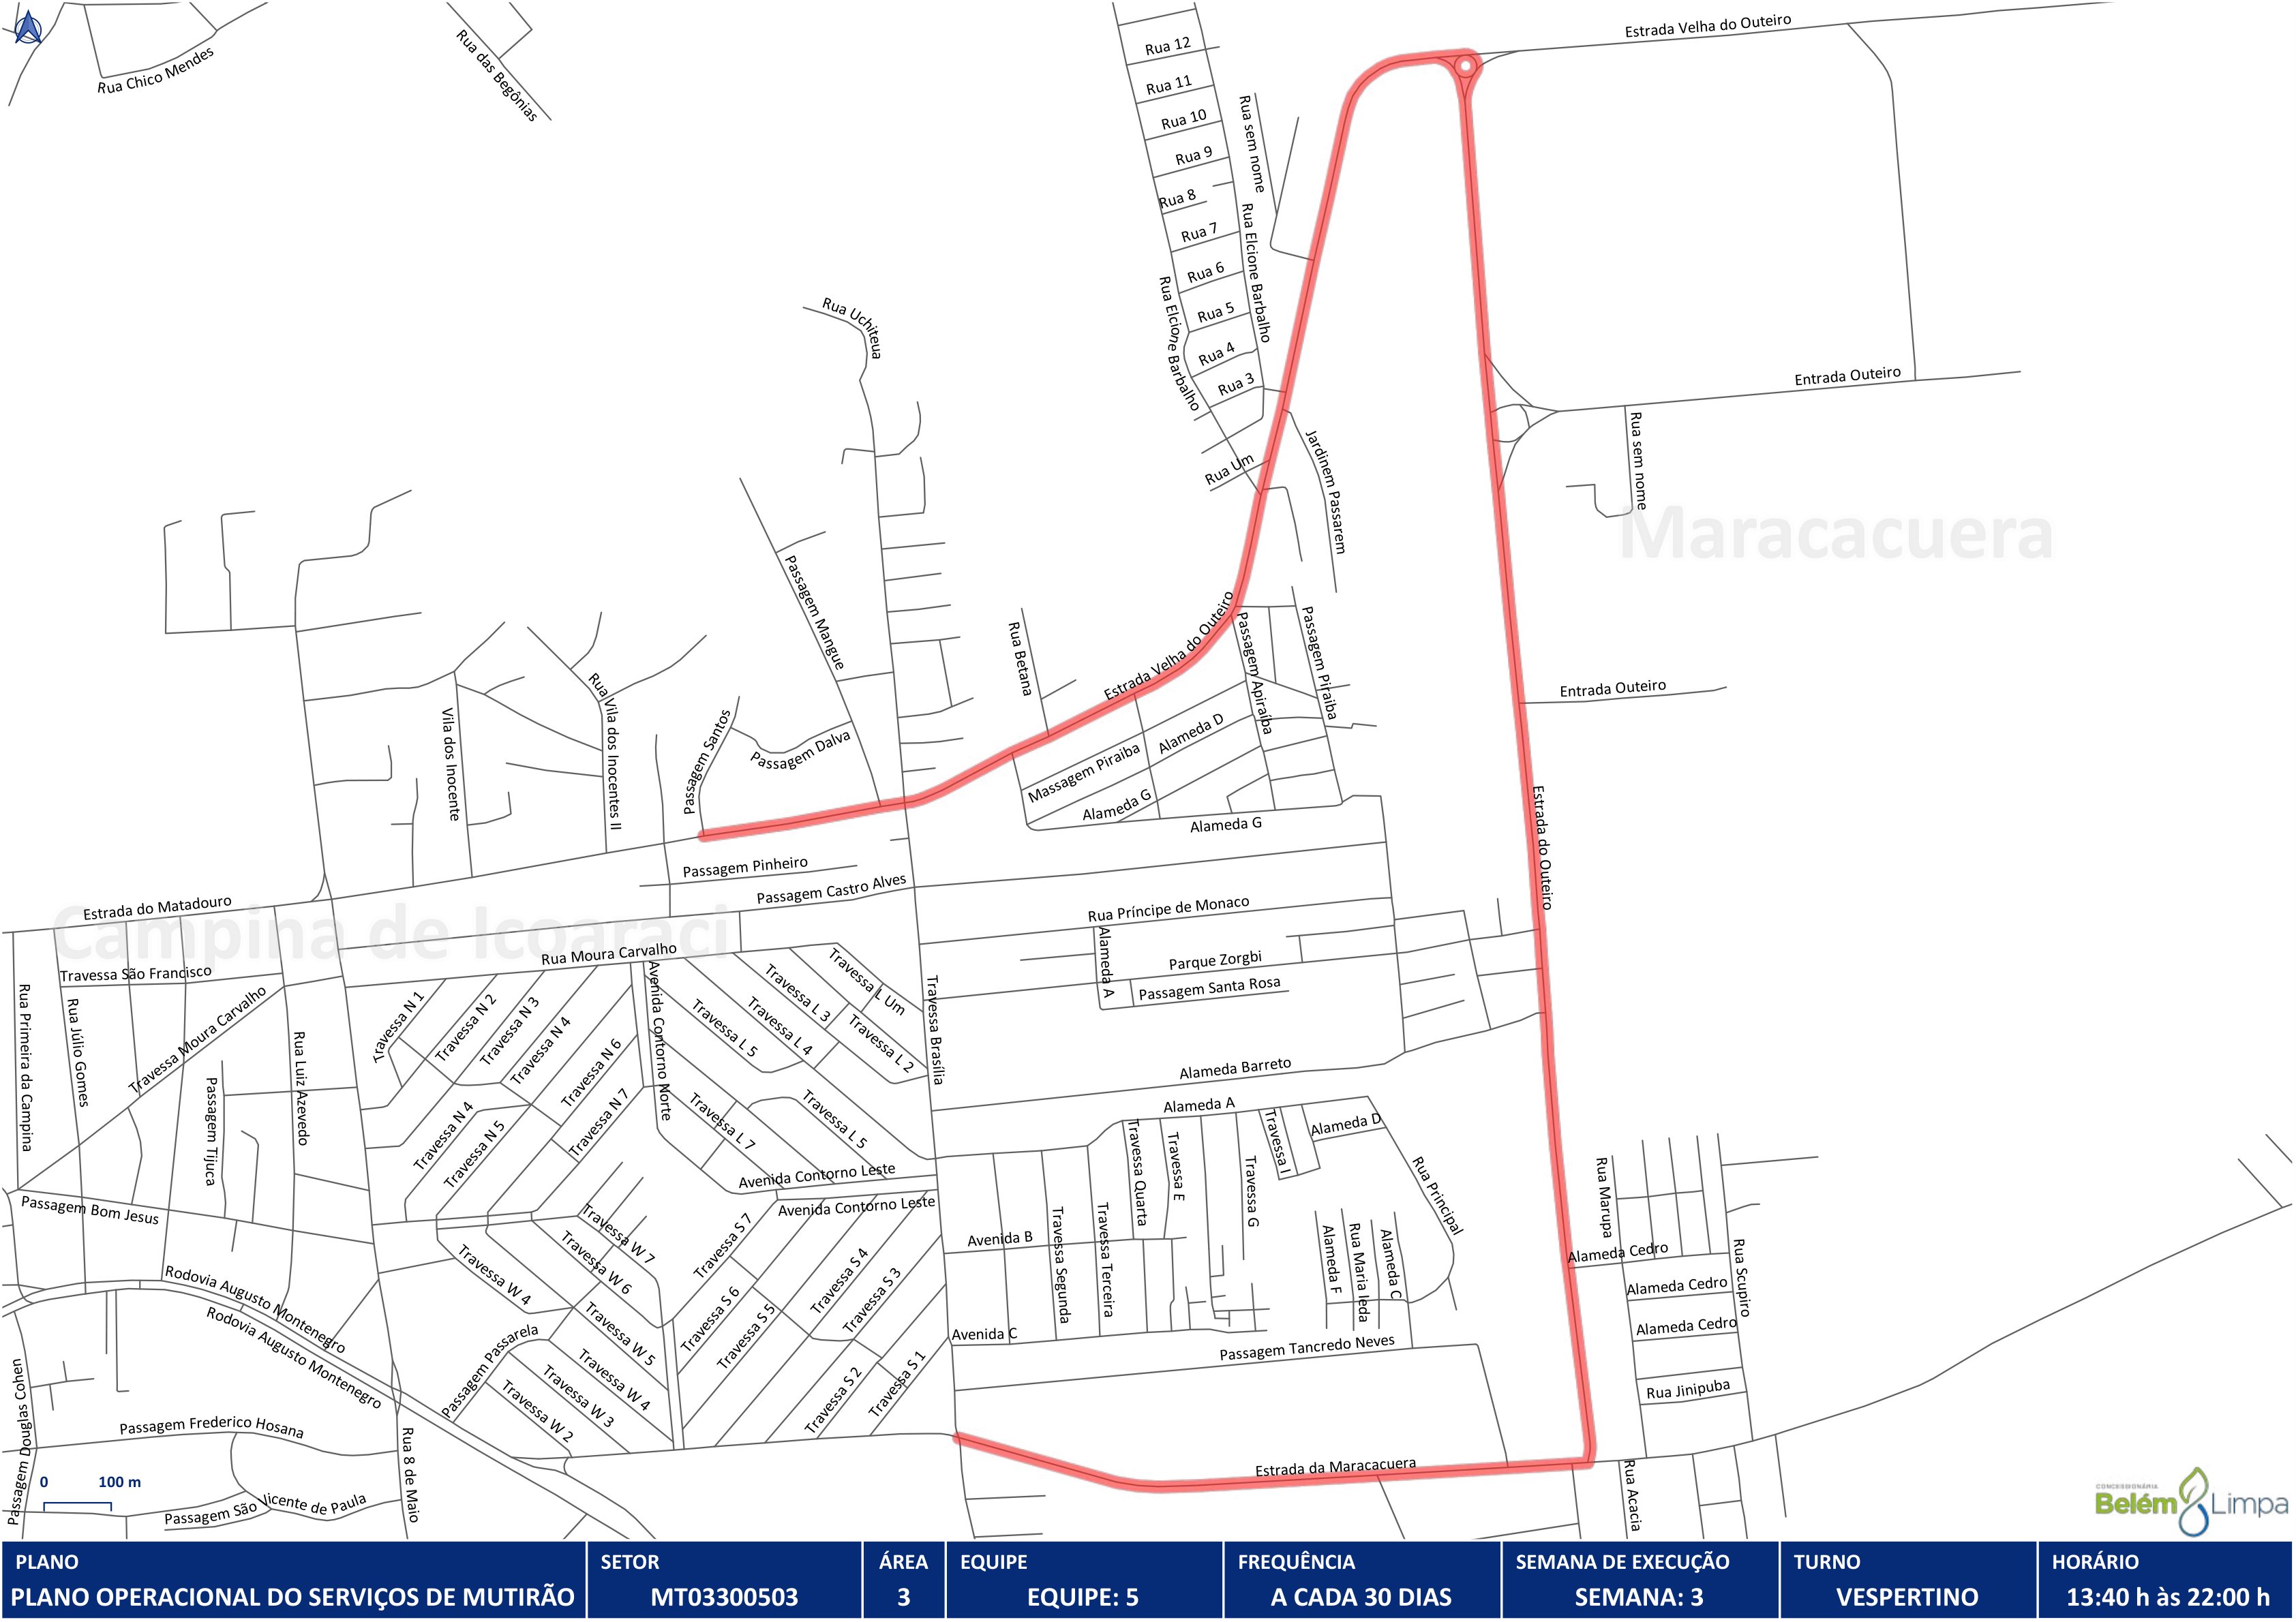 Rua Chico Mendes
Rua das Begônias
Estrada Velha do Outeiro
Rua 12
Rua 11
Rua 10
Rua 9
Rua 8
Rua 7
Rua 6
Rua 5
Rua 4
Rua 3
Rua Um
Rua sem nome
Rua Elcione Barbalho
Rua Elcione Barbalho
Jardinem Passarem
Rua Uchiteua
Entrada Outeiro
Rua sem nome
Maracacuera
Passagem Mangue
Rua Betana
Estrada Velha do Outeiro
Passagem Apiraíba
Passagem Piraiba
Entrada Outeiro
Vila dos Inocente
Rua Vila dos Inocentes II
Passagem Santos
Passagem Dalva
Massagem Piraiba
Alameda D
Alameda G
Alameda G
Estrada do Outeiro
Passagem Pinheiro
Passagem Castro Alves
Estrada do Matadouro
Campina de Icoaraci
Rua Príncipe de Monaco
Alameda A
Parque Zorgbi
Passagem Santa Rosa
Rua Moura Carvalho
Travessa São Francisco
Rua Primeira da Campina
Rua Júlio Gomes
Travessa Moura Carvalho
Passagem Tijuca
Rua Luiz Azevedo
Travessa N 1
Travessa N 2
Travessa N 3
Travessa N 4
Travessa N 6
Travessa N 7
Travessa N 4
Travessa N 5
Avenida Contorno Norte
Travessa L Um
Travessa L 3
Travessa L 4
Travessa L 5
Travessa L 2
Travessa L 7
Travessa L 5
Travessa Brasília
Alameda Barreto
Alameda A
Travessa I
Alameda D
Travessa Quarta
Travessa E
Travessa G
Rua Principal
Avenida Contorno Leste
Avenida Contorno Leste
Passagem Bom Jesus
Avenida B
Travessa Segunda
Travessa Terceira
Alameda F
Rua Maria Ieda
Alameda C
Rua Marupa
Alameda Cedro
Alameda Cedro
Alameda Cedro
Rua Scupiro
Rua Jinipuba
Travessa W 7
Travessa W 6
Travessa W 4
Travessa W 5
Travessa W 4
Travessa W 3
Travessa W 2
Passagem Passarela
Travessa S 7
Travessa S 6
Travessa S 5
Travessa S 4
Travessa S 3
Travessa S 2
Travessa S 1
Avenida C
Passagem Tancredo Neves
Rodovia Augusto Montenegro
Rodovia Augusto Montenegro
Passagem Douglas Cohen
Passagem Frederico Hosana
Passagem São Vicente de Paula
Rua 8 de Maio
Estrada da Maracacuera
Rua Acacia
0 100 m
CONCESSIONÁRIA
Belém Limpa
PLANO
PLANO OPERACIONAL DO SERVIÇOS DE MUTIRÃO
SETOR
MT03300503
ÁREA
3
EQUIPE
EQUIPE: 5
FREQUÊNCIA
A CADA 30 DIAS
SEMANA DE EXECUÇÃO
SEMANA: 3
TURNO
VESPERTINO
HORÁRIO
13:40 h às 22:00 h